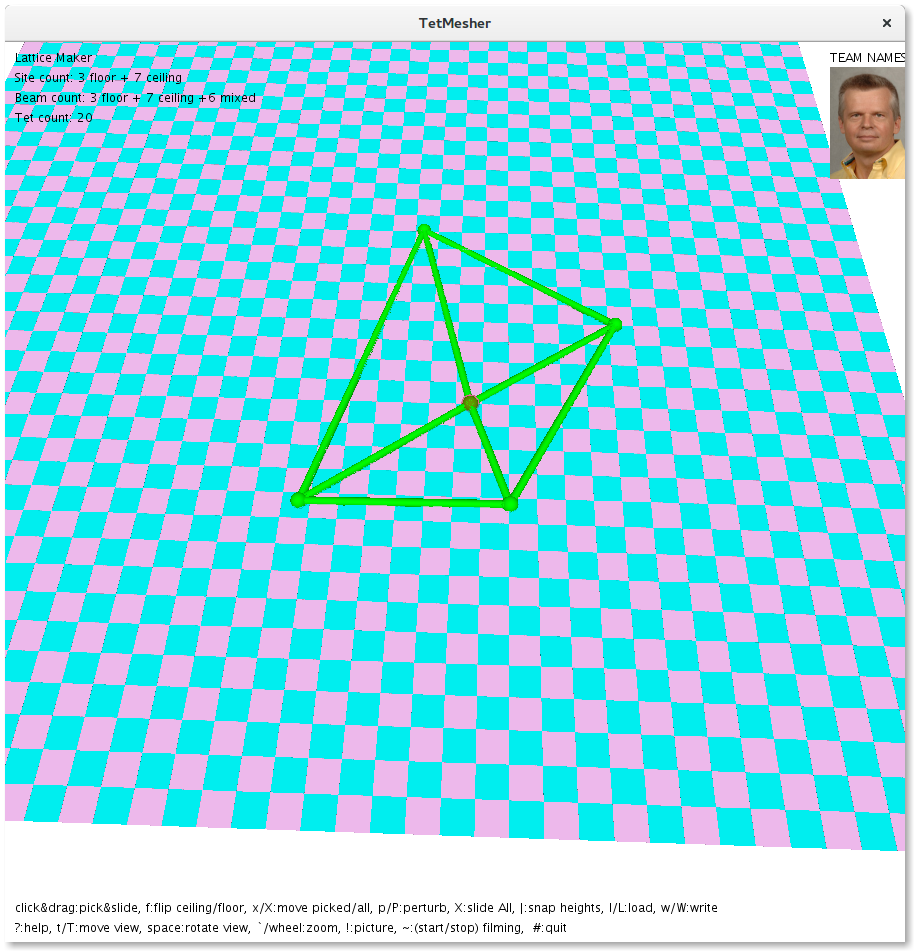 TetMesher
Lattice Maker
Site count: 3 floor + 7 ceiling
Beam count: 3 floor + 7 ceiling +6 mixed
Tet count: 20
TEAM NAMES
click&drag:pick&slide, f:flip ceiling/floor, x/X:move picked/all, p/P:perturb, X:slide All, |:snap heights, l/L:load, w/W:write
?:help, t/T:move view, space:rotate view, `/wheel:zoom, !:picture, ~:(start/stop) filming,  #:quit